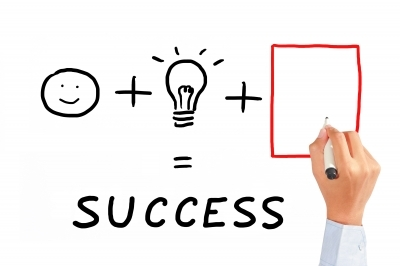 + +
=
SUCCESS